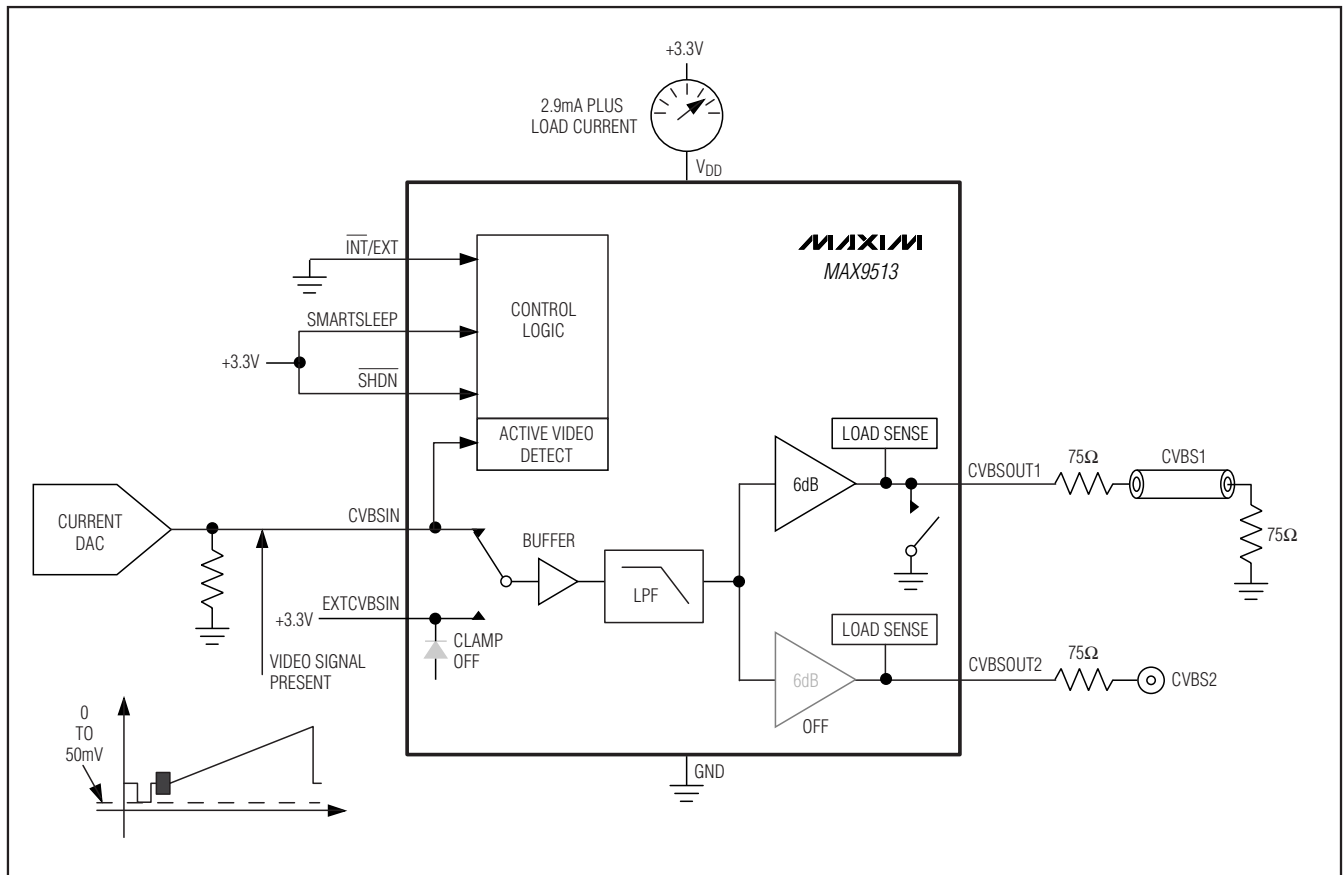 +3.3V
2.9mA PLUS
LOAD CURRENT
VDD
INT/EXT
MAXIM
MAX9513
CONTROL
LOGIC
SMARTSLEEP
+3.3V
SHDN
ACTIVE VIDEO
DETECT
LOAD SENSE
CVBSOUT1
75Ω
CVBS1
6dB
CURRENT
DAC
CVBSIN
BUFFER
75Ω
LPF
+3.3V
EXTCVBSIN
CLAMP
OFF
VIDEO SIGNAL
PRESENT
LOAD SENSE
CVBSOUT2
75Ω
CVBS2
6dB
OFF
0
TO
50mV
GND